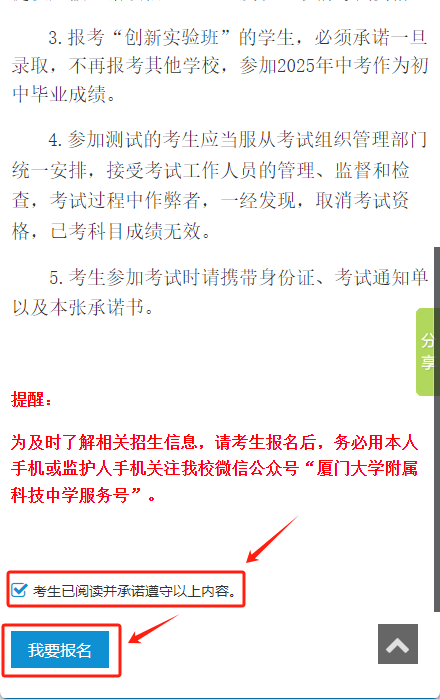 3.报考“创新实验班”的学生，必须承诺一旦
录取，不再报考其他学校，参加2025年中考作为初
中毕业成绩。
4.参加测试的考生应当服从考试组织管理部门
统一安排，接受考试工作人员的管理、监督和检
查，考试过程中作弊者，一经发现，取消考试资
格，已考科目成绩无效。
5.考生参加考试时请携带身份证、考试通知单
以及本张承诺书。
分享
提醒：
为及时了解相关招生信息，请考生报名后，务必用本人
手机或监护人手机关注我校微信公众号“厦门大学附属
科技中学服务号”。
考生已阅读并承诺遵守以上内容。
我要报名